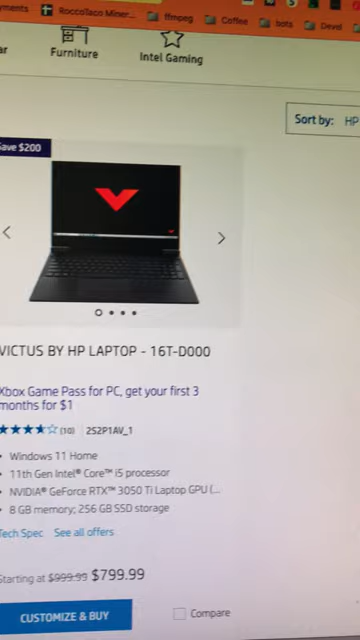 RoccoTaco Miner...
ffmpeg
Coffee
bots
Devel
Furniture
Intel Gaming
Sort by: HP
Save $200
VICTUS BY HP LAPTOP - 16T-D000
Xbox Game Pass for PC, get your first 3
months for $1
(10) 2S2P1AV_1
• Windows 11 Home
• 11th Gen Intel® Core™ i5 processor
• NVIDIA® GeForce RTX™ 3050 Ti Laptop GPU (...
• 8 GB memory; 256 GB SSD storage
Tech Spec See all offers
Starting at $999.99 $799.99
CUSTOMIZE & BUY
Compare